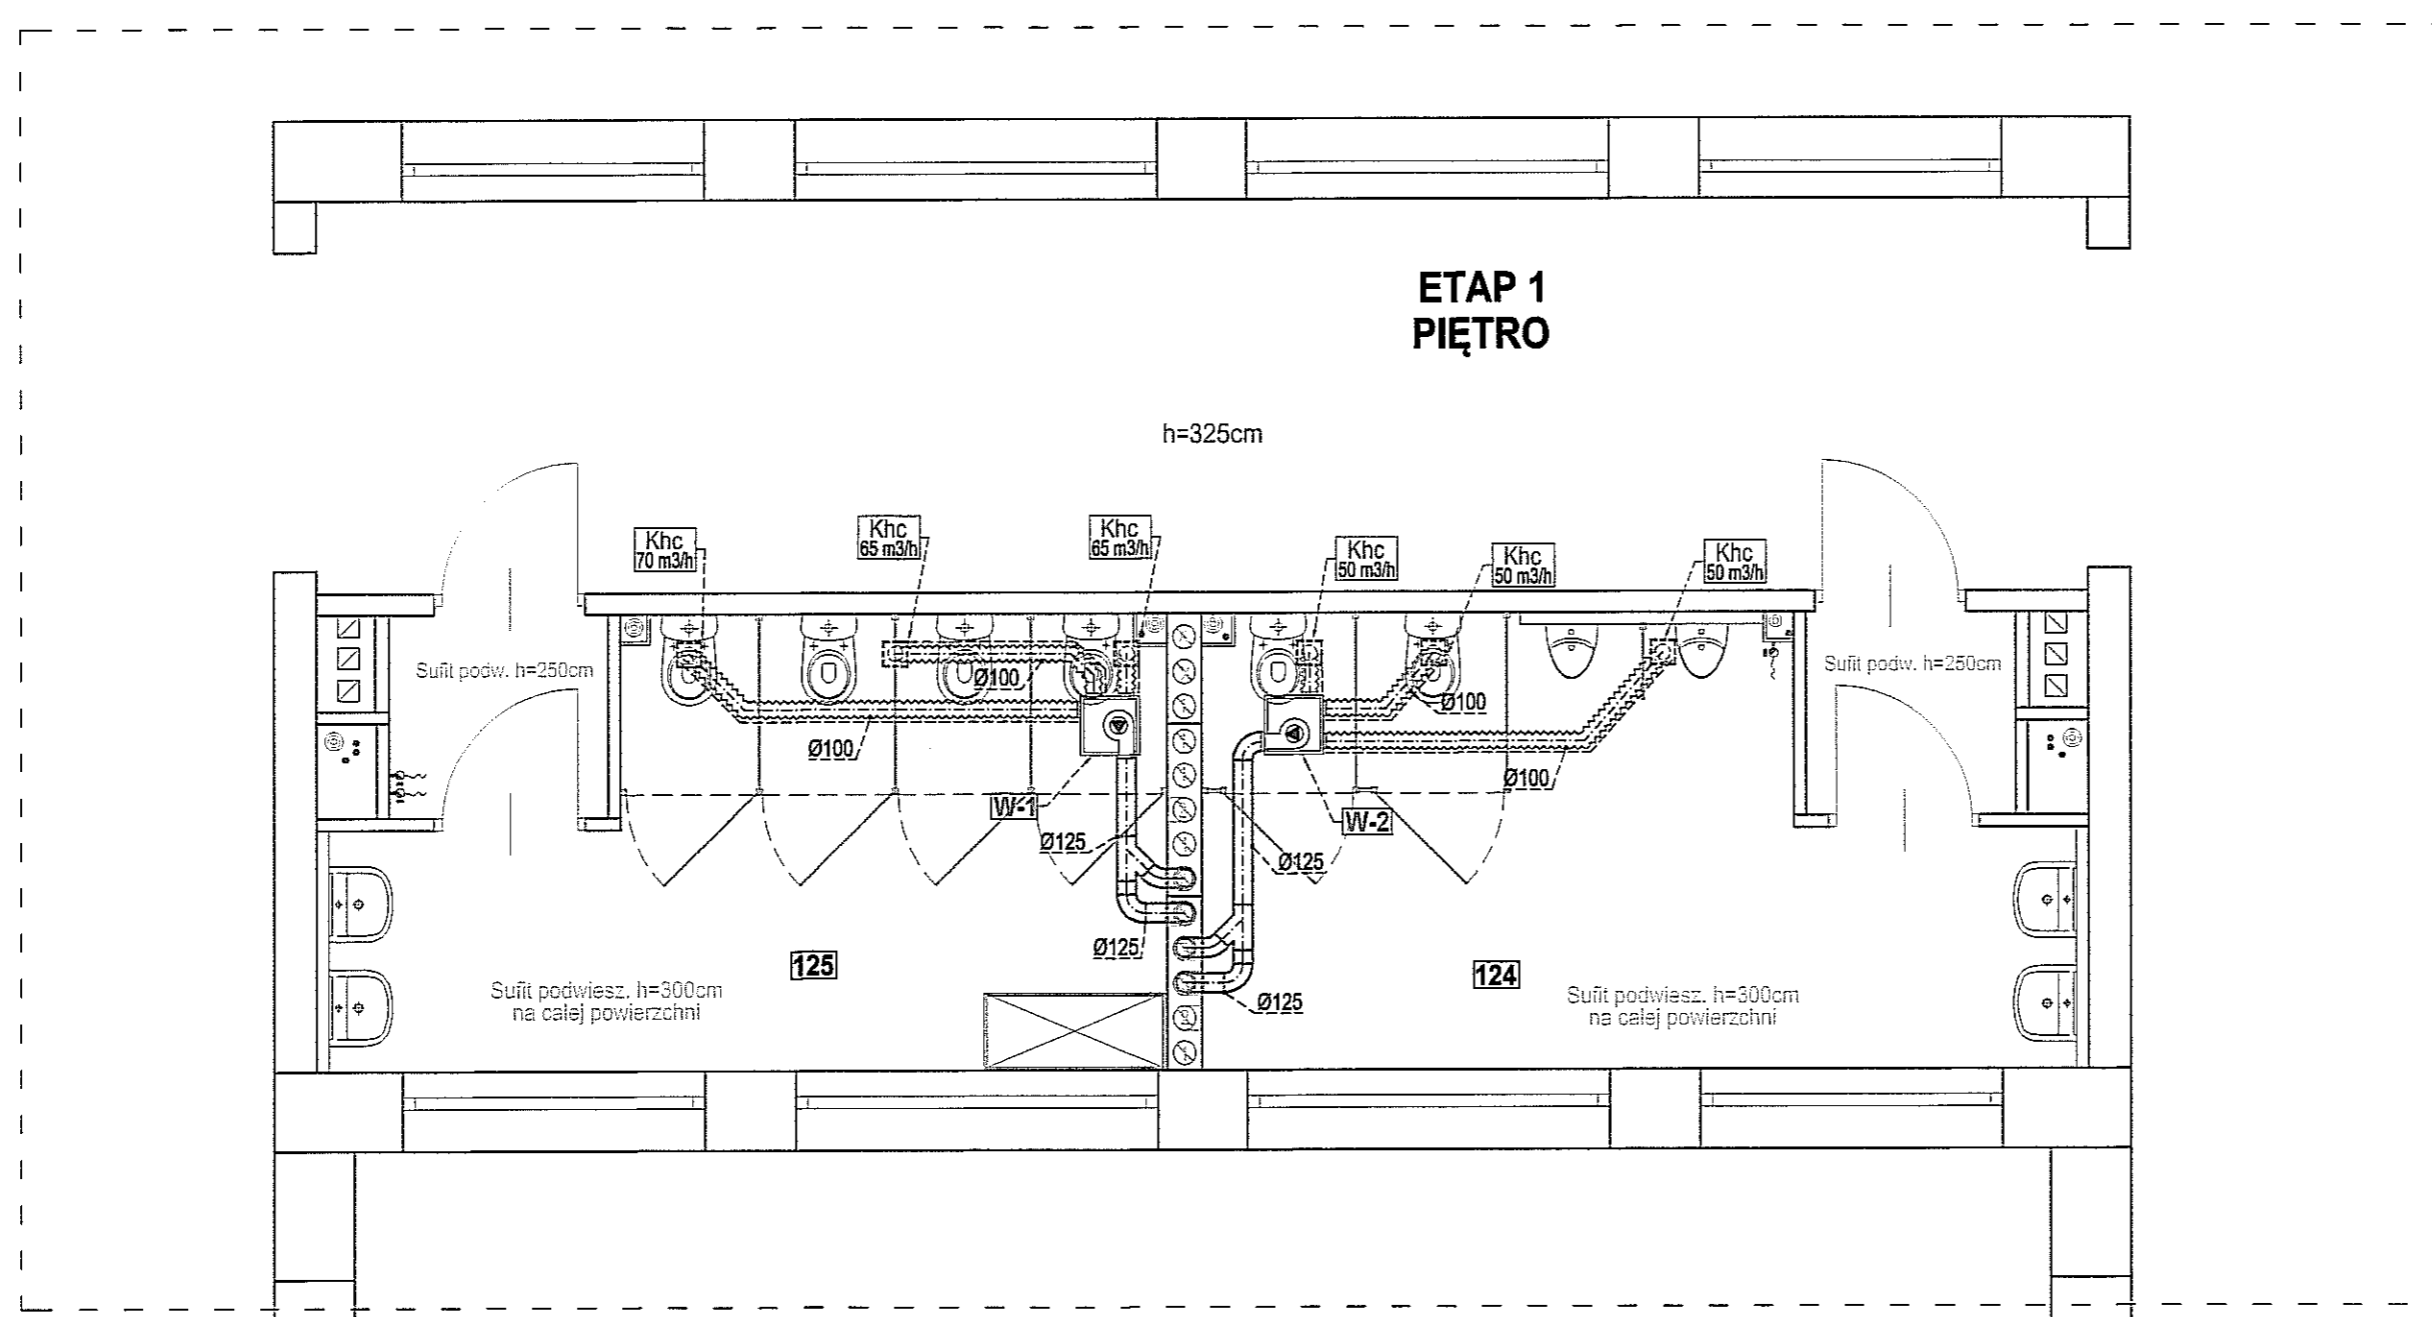 ETAP 1
PIĘTRO
h=325cm
Khc
70 m3/h
Khc
65 m3/h
Khc
65 m3/h
Khc
50 m3/h
Khc
50 m3/h
Khc
50 m3/h
Sufit podw. h=250cm
Sufit podw. h=250cm
Ø100
Ø100
Ø100
Ø100
W-1
W-2
Ø125
Ø125
Ø125
Ø125
125
124
Sufit podwiesz. h=300cm
na całej powierzchni
Sufit podwiesz. h=300cm
na całej powierzchni